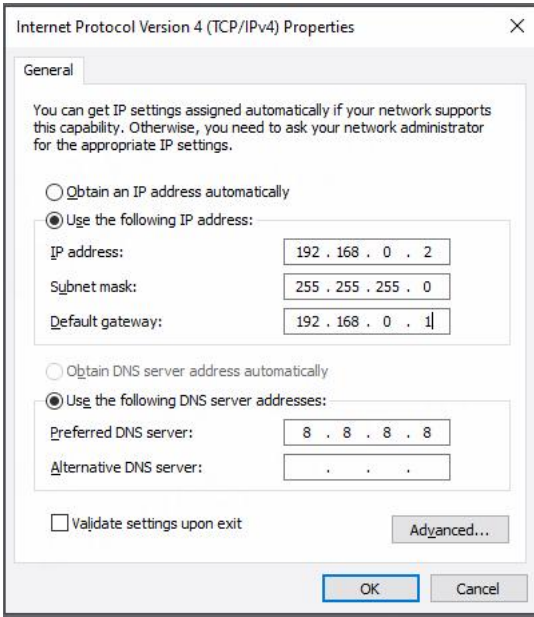 Internet Protocol Version 4 (TCP/IPv4) Properties
General
You can get IP settings assigned automatically if your network supports
this capability. Otherwise, you need to ask your network administrator
for the appropriate IP settings.
Obtain an IP address automatically
Use the following IP address:
IP address: 192 . 168 . 0 . 2
Subnet mask: 255 . 255 . 255 . 0
Default gateway: 192 . 168 . 0 . 1
Obtain DNS server address automatically
Use the following DNS server addresses:
Preferred DNS server: 8 . 8 . 8 . 8
Alternative DNS server: . . .
Validate settings upon exit
Advanced...
OK Cancel